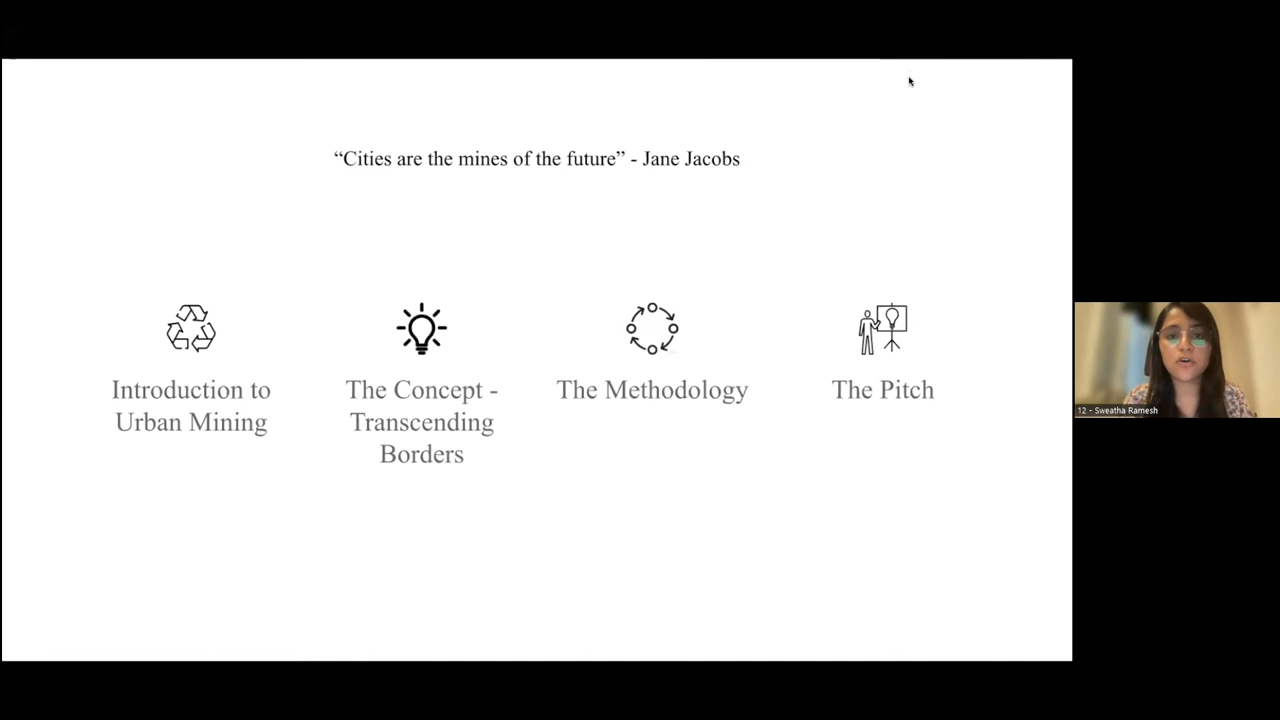 “Cities are the mines of the future” - Jane Jacobs
Introduction to
Urban Mining
The Concept -
Transcending
Borders
The Methodology
The Pitch
12 - Sweatha Ramesh